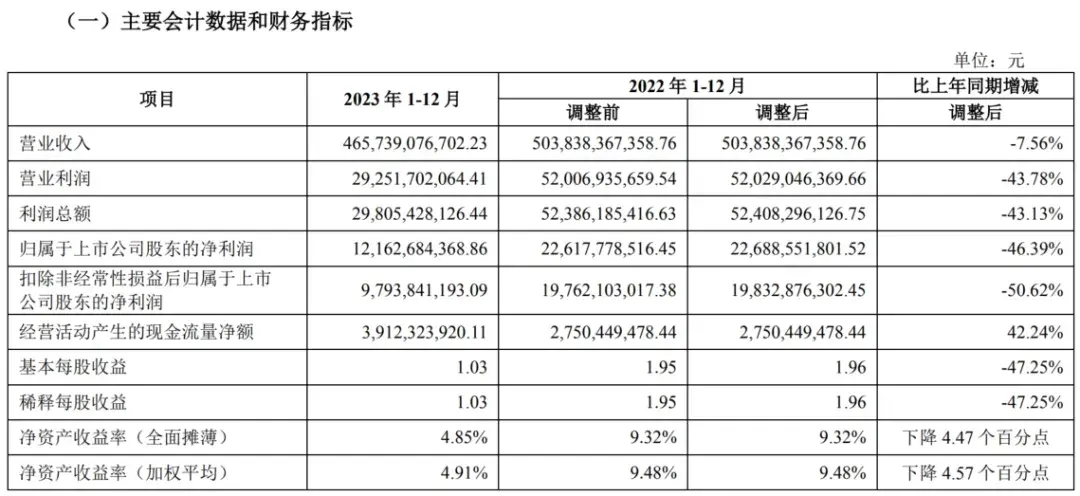 （一）主要会计数据和财务指标
单位：元
项目 2023 年 1-12 月 2022 年 1-12 月 比上年同期增减
调整前 调整后 调整后
营业收入 465,739,076,702.23 503,838,367,358.76 503,838,367,358.76 -7.56%
营业利润 29,251,702,064.41 52,006,935,659.54 52,029,046,369.66 -43.78%
利润总额 29,805,428,126.44 52,386,185,416.63 52,408,296,126.75 -43.13%
归属于上市公司股东的净利润 12,162,684,368.86 22,617,778,516.45 22,688,551,801.52 -46.39%
扣除非经常性损益后归属于上市
公司股东的净利润 9,793,841,193.09 19,762,103,017.38 19,832,876,302.45 -50.62%
经营活动产生的现金流量净额 3,912,323,920.11 2,750,449,478.44 2,750,449,478.44 42.24%
基本每股收益 1.03 1.95 1.96 -47.25%
稀释每股收益 1.03 1.95 1.96 -47.25%
净资产收益率（全面摊薄） 4.85% 9.32% 9.32% 下降 4.47 个百分点
净资产收益率（加权平均） 4.91% 9.48% 9.48% 下降 4.57 个百分点